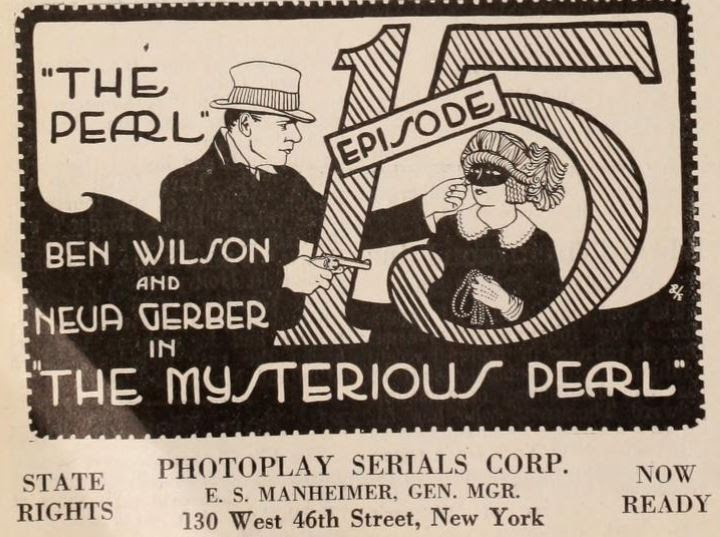 "THE
PEARL"
15
EPISODE
BEN WILSON
AND
NEVA GERBER
IN
"THE MYSTERIOUS PEARL"
STATE
RIGHTS
PHOTOPLAY SERIALS CORP.
E. S. MANHEIMER, GEN. MGR.
130 West 46th Street, New York
NOW
READY